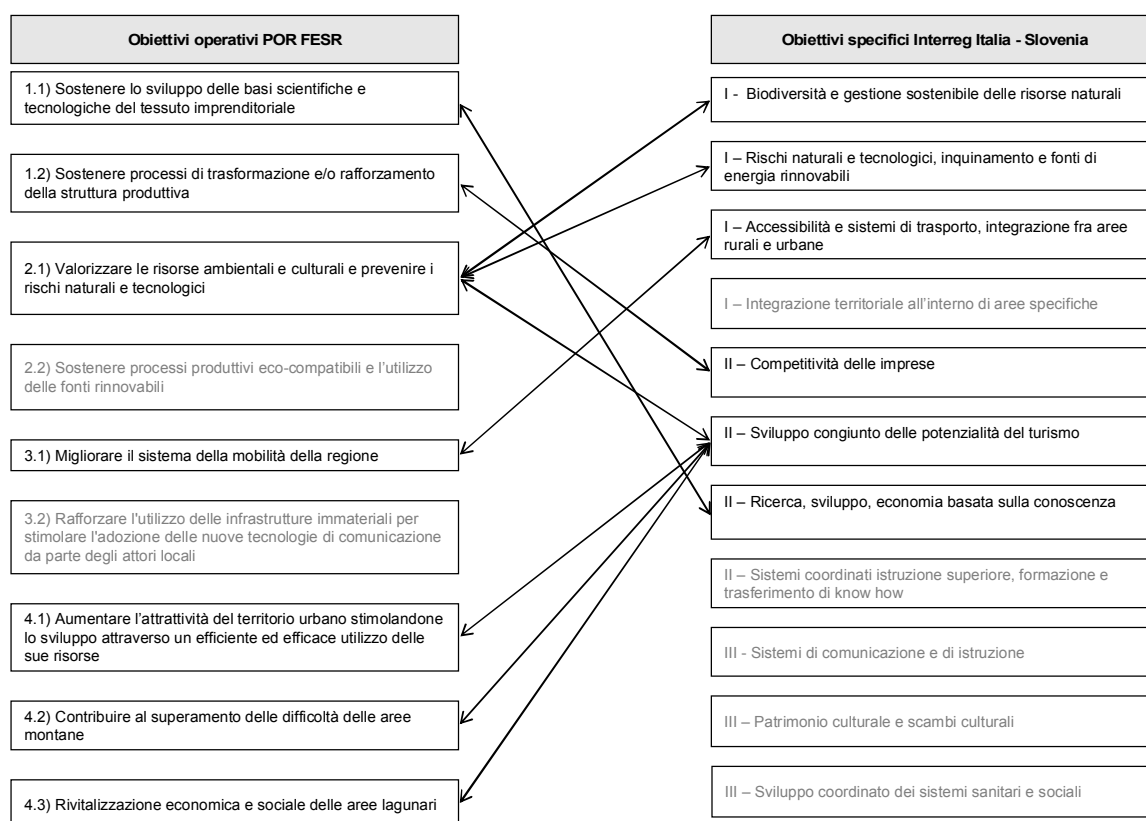 Obiettivi operativi POR FESR
1.1) Sostenere lo sviluppo delle basi scientifiche e
tecnologiche del tessuto imprenditoriale
1.2) Sostenere processi di trasformazione e/o rafforzamento
della struttura produttiva
2.1) Valorizzare le risorse ambientali e culturali e prevenire i
rischi naturali e tecnologici
2.2) Sostenere processi produttivi eco-compatibili e l’utilizzo
delle fonti rinnovabili
3.1) Migliorare il sistema della mobilità della regione
3.2) Rafforzare l'utilizzo delle infrastrutture immateriali per
stimolare l'adozione delle nuove tecnologie di comunicazione
da parte degli attori locali
4.1) Aumentare l’attrattività del territorio urbano stimolandone
lo sviluppo attraverso un efficiente ed efficace utilizzo delle
sue risorse
4.2) Contribuire al superamento delle difficoltà delle aree
montane
4.3) Rivitalizzazione economica e sociale delle aree lagunari
Obiettivi specifici Interreg Italia - Slovenia
I - Biodiversità e gestione sostenibile delle risorse naturali
I – Rischi naturali e tecnologici, inquinamento e fonti di
energia rinnovabili
I – Accessibilità e sistemi di trasporto, integrazione fra aree
rurali e urbane
I – Integrazione territoriale all’interno di aree specifiche
II – Competitività delle imprese
II – Sviluppo congiunto delle potenzialità del turismo
II – Ricerca, sviluppo, economia basata sulla conoscenza
II – Sistemi coordinati istruzione superiore, formazione e
trasferimento di know how
III - Sistemi di comunicazione e di istruzione
III – Patrimonio culturale e scambi culturali
III – Sviluppo coordinato dei sistemi sanitari e sociali